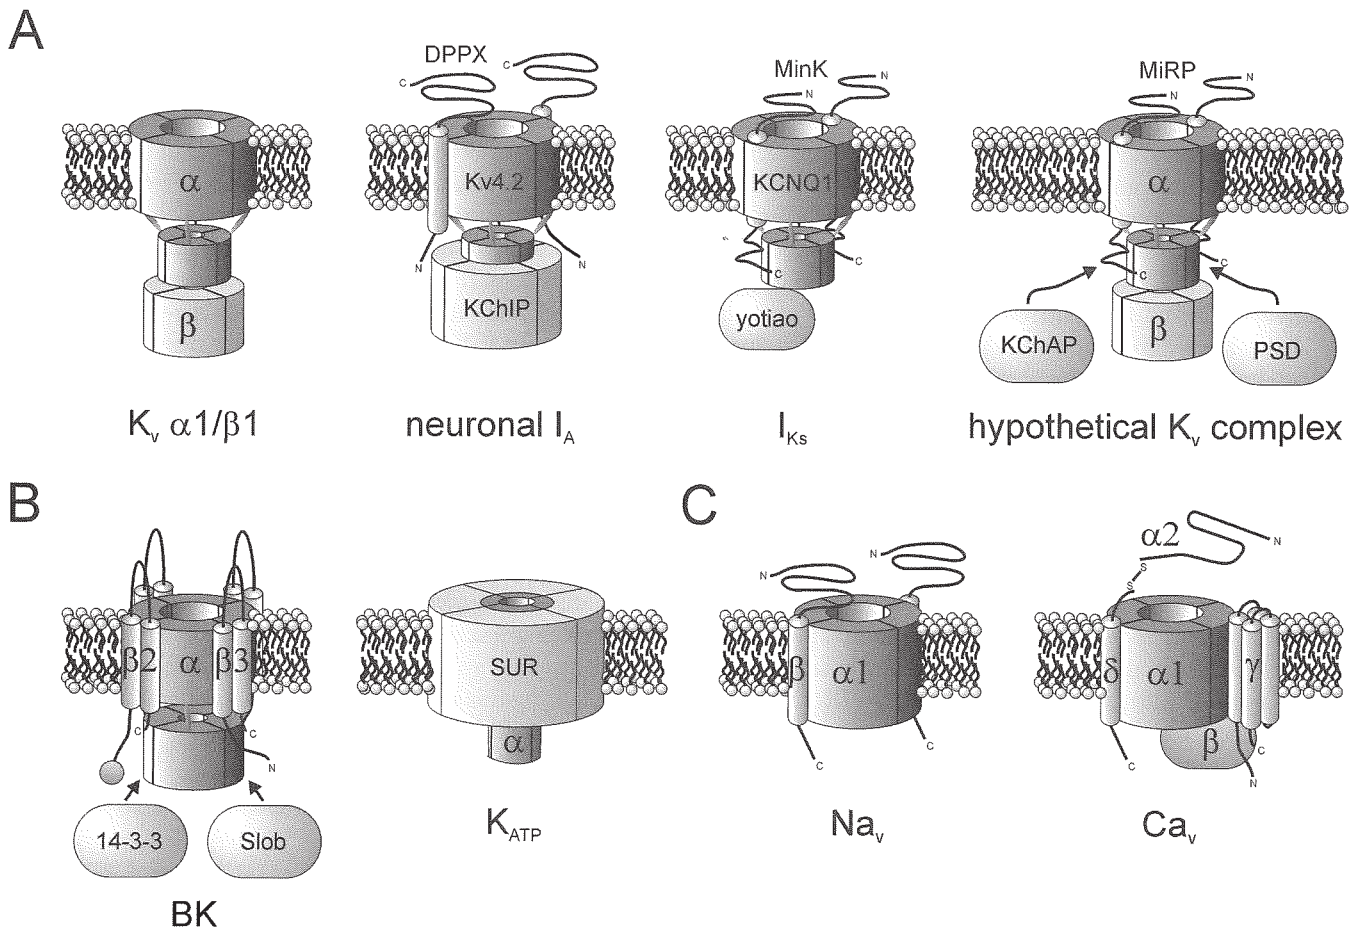 A
DPPX
C
C
α
Kv4.2
N
N
KChIP
β
MinK
N
N
KCNQ1
C
C
yotiao
MiRP
N
N
α
C
C
KChAP
β
PSD
Kv α1/β1
neuronal IA
IKs
hypothetical Kv complex
B
β2
α
β3
C
C
N
14-3-3
Slob
BK
SUR
α
KATP
C
N
N
β
α1
C
C
Nav
α2
N
S
S
δ
α1
γ
β
C
C
N
Cav